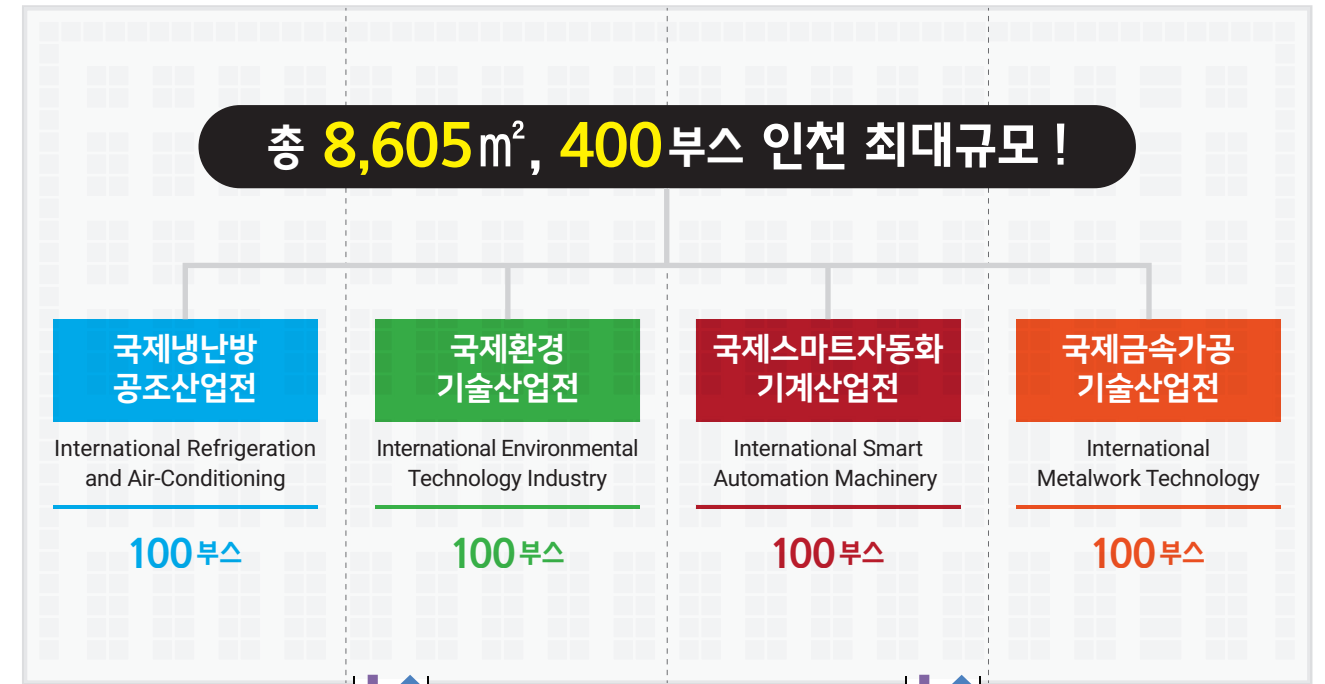 총 8,605㎡, 400부스 인천 최대규모 !
국제냉난방
공조산업전
International Refrigeration
and Air-Conditioning
100부스
국제환경
기술산업전
International Environmental
Technology Industry
100부스
국제스마트자동화
기계산업전
International Smart
Automation Machinery
100부스
국제금속가공
기술산업전
International
Metalwork Technology
100부스